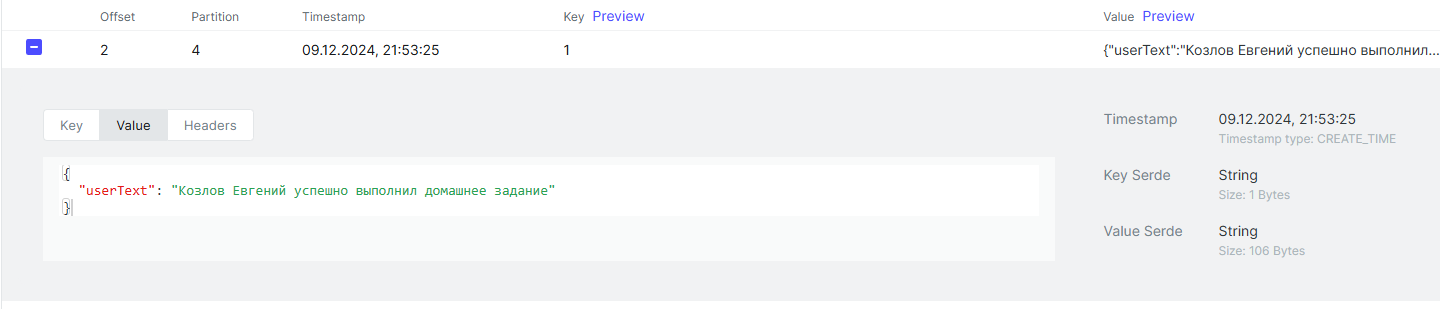 Offset Partition Timestamp Key Preview Value Preview
2 4 09.12.2024, 21:53:25 1 {"userText":"Козлов Евгений успешно выполнил...
Key Value Headers
{
"userText": "Козлов Евгений успешно выполнил домашнее задание"
}
Timestamp 09.12.2024, 21:53:25
Timestamp type: CREATE_TIME
Key Serde String
Size: 1 Bytes
Value Serde String
Size: 106 Bytes